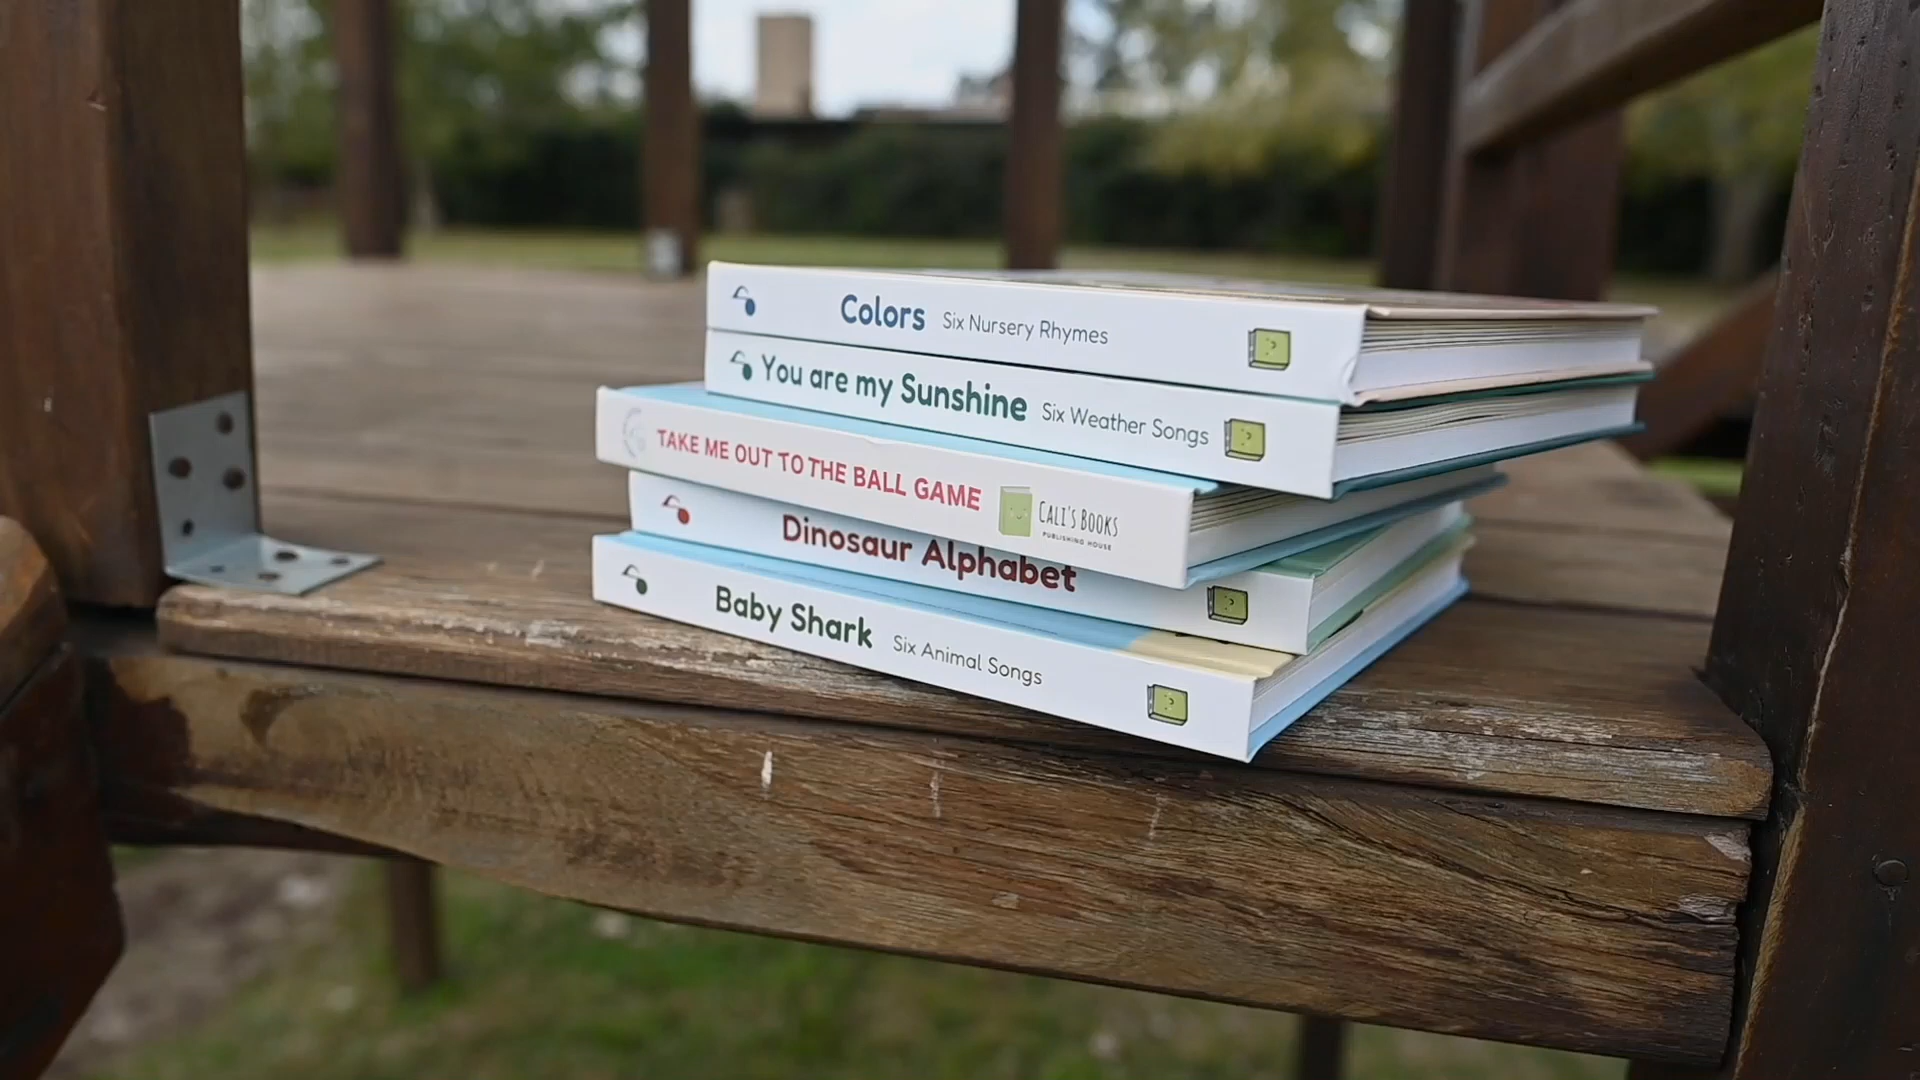 Colors Six Nursery Rhymes
You are my Sunshine Six Weather Songs
TAKE ME OUT TO THE BALL GAME CALI'S BOOKS
PUBLISHING HOUSE
Dinosaur Alphabet
Baby Shark Six Animal Songs